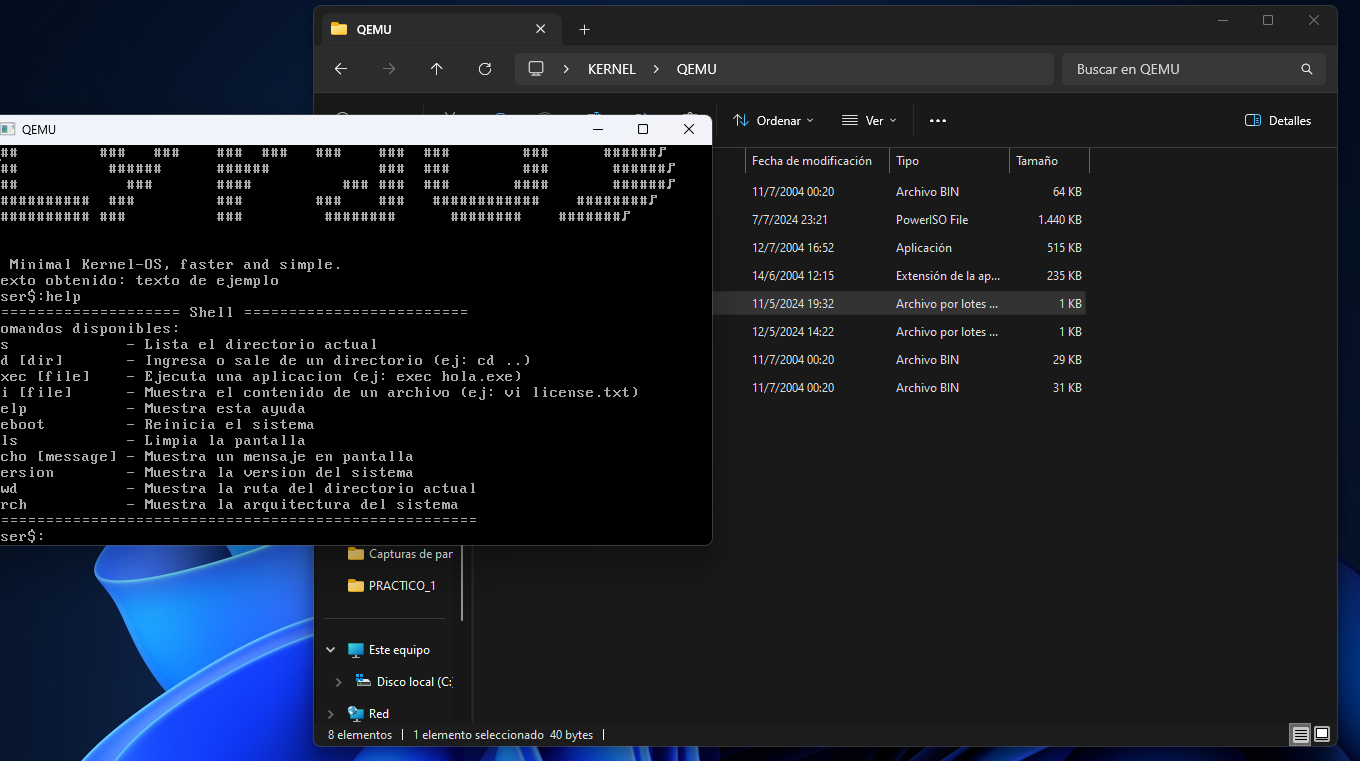 QEMU
KERNEL
QEMU
Buscar en QEMU
Ordenar
Ver
Detalles
Fecha de modificación Tipo Tamaño
11/7/2004 00:20 Archivo BIN 64 KB
7/7/2024 23:21 PowerISO File 1.440 KB
12/7/2004 16:52 Aplicación 515 KB
14/6/2004 12:15 Extensión de la ap... 235 KB
11/5/2024 19:32 Archivo por lotes ... 1 KB
12/5/2024 14:22 Archivo por lotes ... 1 KB
11/7/2004 00:20 Archivo BIN 29 KB
11/7/2004 00:20 Archivo BIN 31 KB
QEMU
Minimal Kernel-OS, faster and simple.
exto obtenido: texto de ejemplo
ser$:help
==================== Shell =========================
omandos disponibles:
s - Lista el directorio actual
d [dir] - Ingresa o sale de un directorio (ej: cd ..)
xec [file] - Ejecuta una aplicacion (ej: exec hola.exe)
i [file] - Muestra el contenido de un archivo (ej: vi license.txt)
elp - Muestra esta ayuda
eboot - Reinicia el sistema
ls - Limpia la pantalla
cho [message] - Muestra un mensaje en pantalla
ersion - Muestra la version del sistema
wd - Muestra la ruta del directorio actual
rch - Muestra la arquitectura del sistema
=====================================================
ser$:
Capturas de par
PRACTICO_1
Este equipo
Disco local (C:
Red
8 elementos
1 elemento seleccionado 40 bytes